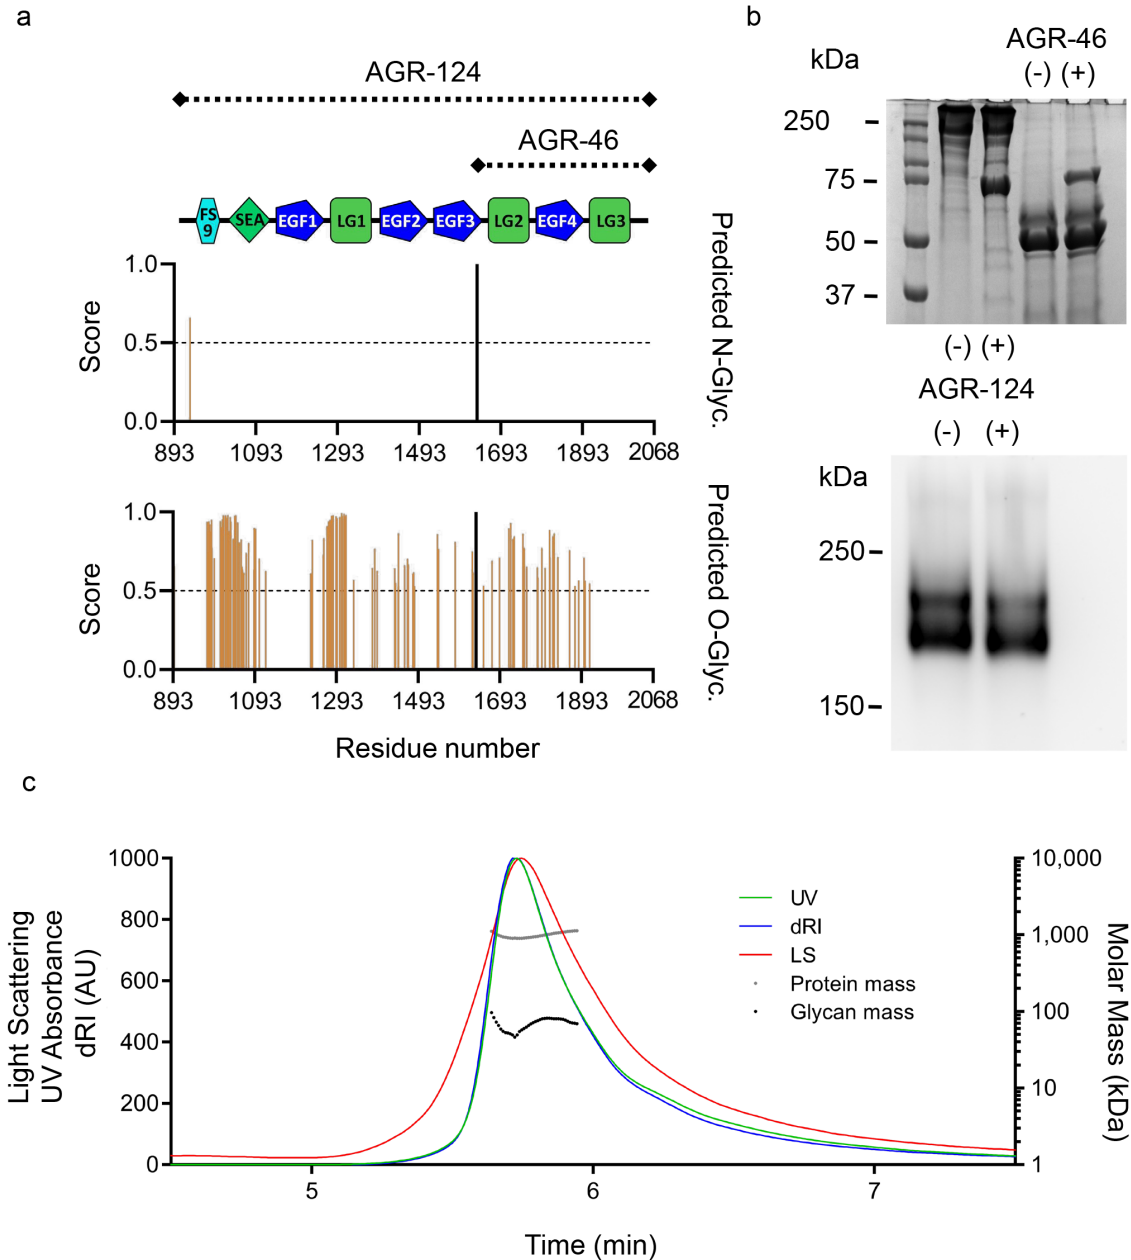 a
AGR-124
AGR-46
FS
9
SEA
EGF1
LG1
EGF2
EGF3
LG2
EGF4
LG3
1.0
0.5
0.0
Score
893
1093
1293
1493
1693
1893
2068
Predicted N-Glyc.
1.0
0.5
0.0
Score
893
1093
1293
1493
1693
1893
2068
Residue number
Predicted O-Glyc.
b
kDa
AGR-46
(-) (+)
250
75
50
37
(-) (+)
AGR-124
(-) (+)
kDa
250
150
c
1000
800
600
400
200
0
Light Scattering
UV Absorbance
dRI (AU)
UV
dRI
LS
Protein mass
Glycan mass
10,000
1,000
100
10
1
Molar Mass (kDa)
5
6
7
Time (min)